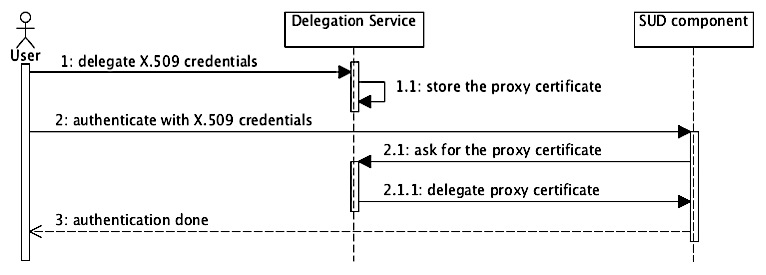 Delegation Service
SUD component
User
1: delegate X.509 credentials
1.1: store the proxy certificate
2: authenticate with X.509 credentials
2.1: ask for the proxy certificate
2.1.1: delegate proxy certificate
3: authentication done